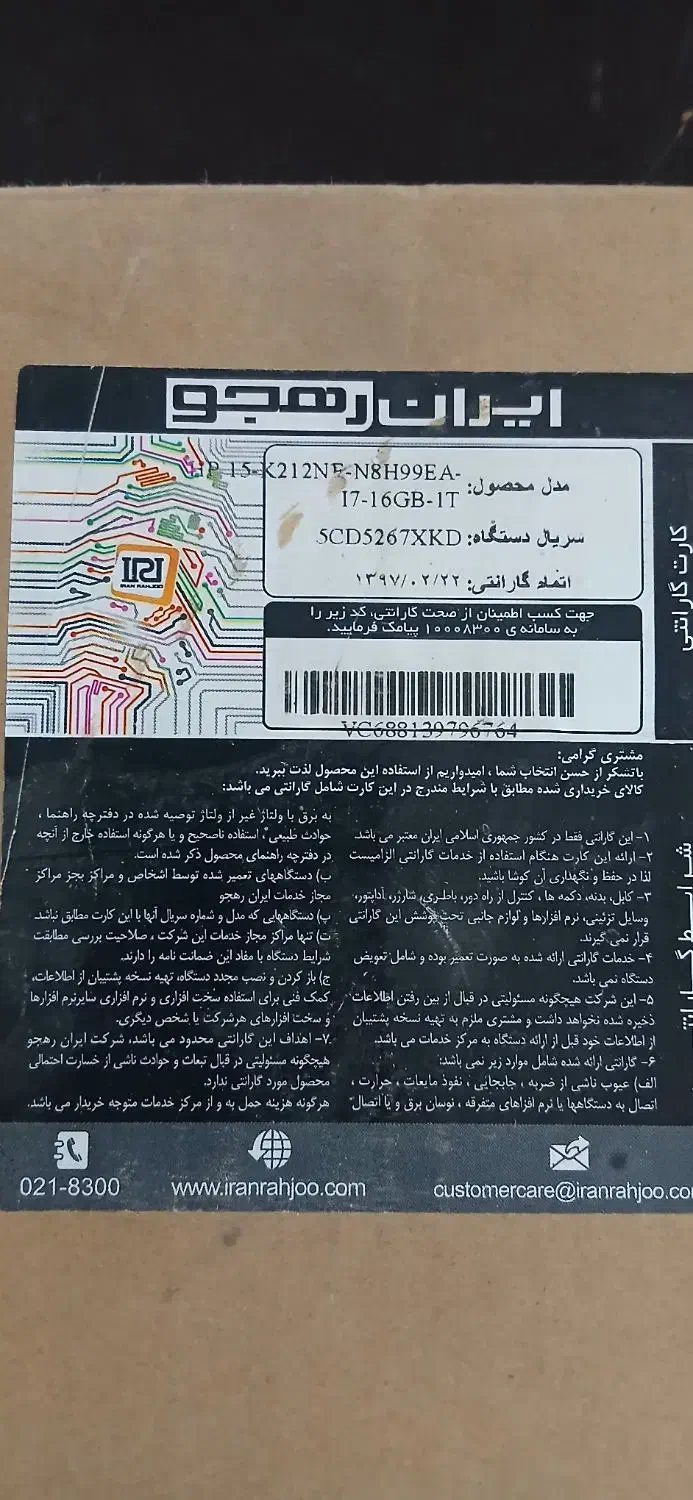 ایران رهجو
مدل محصول: HP 15-K212NE-N8H99EA-
I7-16GB-1T
سریال دستگاه: 5CD5267XKD
اتمام گارانتی: ۱۳۹۷/۰۲/۲۲
IRAN RAHJOO
جهت کسب اطمینان از صحت گارانتی، کد زیر را
به سامانه ی ۱۰۰۰۸۳۰۰ پیامک فرمایید.
VC688139796764
کارت گارانتی
مشتری گرامی:
باتشکر از حسن انتخاب شما ، امیدواریم از استفاده این محصول لذت ببرید.
کالای خریداری شده مطابق با شرایط مندرج در این کارت شامل گارانتی می باشد:
۱- این گارانتی فقط در کشور جمهوری اسلامی ایران معتبر می باشد.
۲- ارائه این کارت هنگام استفاده از خدمات گارانتی الزامیست
لذا در حفظ و نگهداری آن کوشا باشید.
۳- کابل، بدنه، دکمه ها ، کنترل از راه دور، باطری، شارژر، آداپتور،
وسایل تزئینی، نرم افزارها و لوازم جانبی تحت پوشش این گارانتی
قرار نمی گیرند.
۴- خدمات گارانتی ارائه شده به صورت تعمیر بوده و شامل تعویض
دستگاه نمی باشد.
۵- این شرکت هیچگونه مسئولیتی در قبال از بین رفتن اطلاعات
ذخیره شده نخواهد داشت و مشتری ملزم به تهیه نسخه پشتیبان
از اطلاعات خود قبل از ارائه دستگاه به مرکز خدمات می باشد.
۶- گارانتی ارائه شده شامل موارد زیر نمی باشد:
الف) عیوب ناشی از ضربه ، جابجایی ، نفوذ مایعات ، حرارت ،
اتصال به دستگاهها یا نرم افزاهای متفرقه ، نوسان برق و یا اتصال
به برق با ولتاژ غیر از ولتاژ توصیه شده در دفترچه راهنما ،
حوادث طبیعی ، استفاده ناصحیح و یا هرگونه استفاده خارج از آنچه
در دفترچه راهنمای محصول ذکر شده است.
ب) دستگاههای تعمیر شده توسط اشخاص و مراکز بجز مراکز
مجاز خدمات ایران رهجو
پ) دستگاههایی که مدل و شماره سریال آنها با این کارت مطابق نباشد.
ت) تنها مراکز مجاز خدمات این شرکت ، صلاحیت بررسی مطابقت
شرایط دستگاه با مفاد این ضمانت نامه را دارند.
ج) باز کردن و نصب مجدد دستگاه، تهیه نسخه پشتیبان از اطلاعات،
کمک فنی برای استفاده سخت افزاری و نرم افزاری سایرنرم افزارها
و سخت افزارهای هرشرکت یا شخص دیگری.
۷- اهداف این گارانتی محدود می باشد، شرکت ایران رهجو
هیچگونه مسئولیتی در قبال تبعات و حوادث ناشی از خسارت احتمالی
محصول مورد گارانتی ندارد.
هرگونه هزینه حمل به و از مرکز خدمات متوجه خریدار می باشد.
021-8300
www.iranrahjoo.com
customercare@iranrahjoo.co